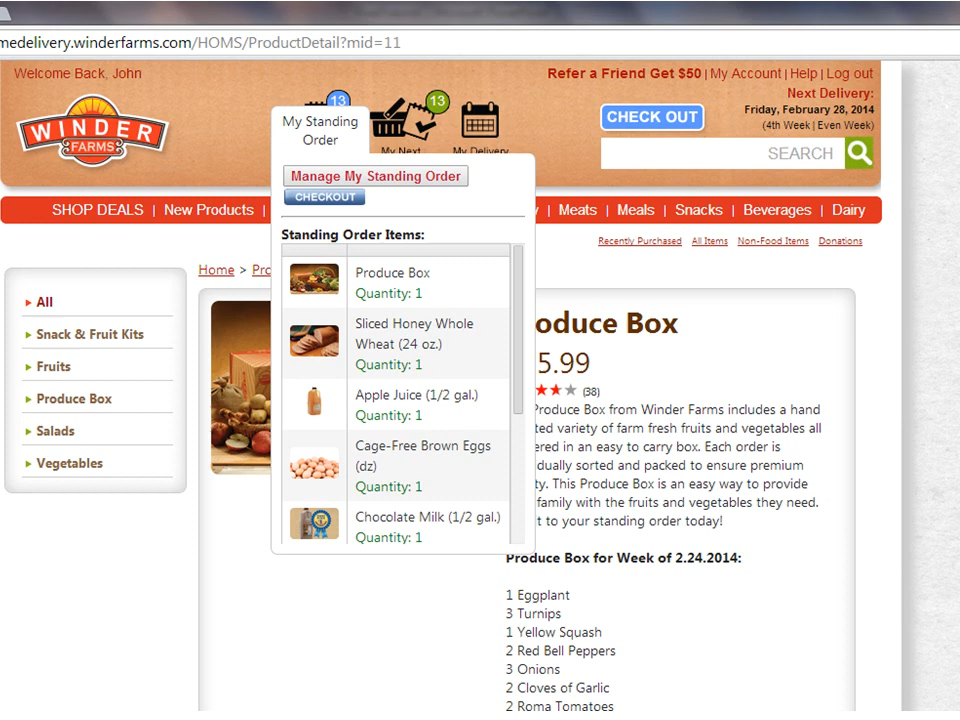 medelivery.winderfarms.com/HOMS/ProductDetail?mid=11
Welcome Back, John
Refer a Friend Get $50 | My Account | Help | Log out
WINDER
FARMS
13
13
My Standing
Order
My Next
My Delivery
CHECK OUT
Next Delivery:
Friday, February 28, 2014
(4th Week | Even Week)
SEARCH
SHOP DEALS | New Products |
y | Meats | Meals | Snacks | Beverages | Dairy
Recently Purchased All Items Non-Food Items Donations
Manage My Standing Order
CHECKOUT
Standing Order Items:
Produce Box
Quantity: 1
Sliced Honey Whole
Wheat (24 oz.)
Quantity: 1
Apple Juice (1/2 gal.)
Quantity: 1
Cage-Free Brown Eggs
(dz)
Quantity: 1
Chocolate Milk (1/2 gal.)
Quantity: 1
Home > Pro
All
Snack & Fruit Kits
Fruits
Produce Box
Salads
Vegetables
oduce Box
5.99
(38)
Produce Box from Winder Farms includes a hand
ted variety of farm fresh fruits and vegetables all
ered in an easy to carry box. Each order is
dually sorted and packed to ensure premium
ty. This Produce Box is an easy way to provide
family with the fruits and vegetables they need.
t to your standing order today!
Produce Box for Week of 2.24.2014:
1 Eggplant
3 Turnips
1 Yellow Squash
2 Red Bell Peppers
3 Onions
2 Cloves of Garlic
2 Roma Tomatoes